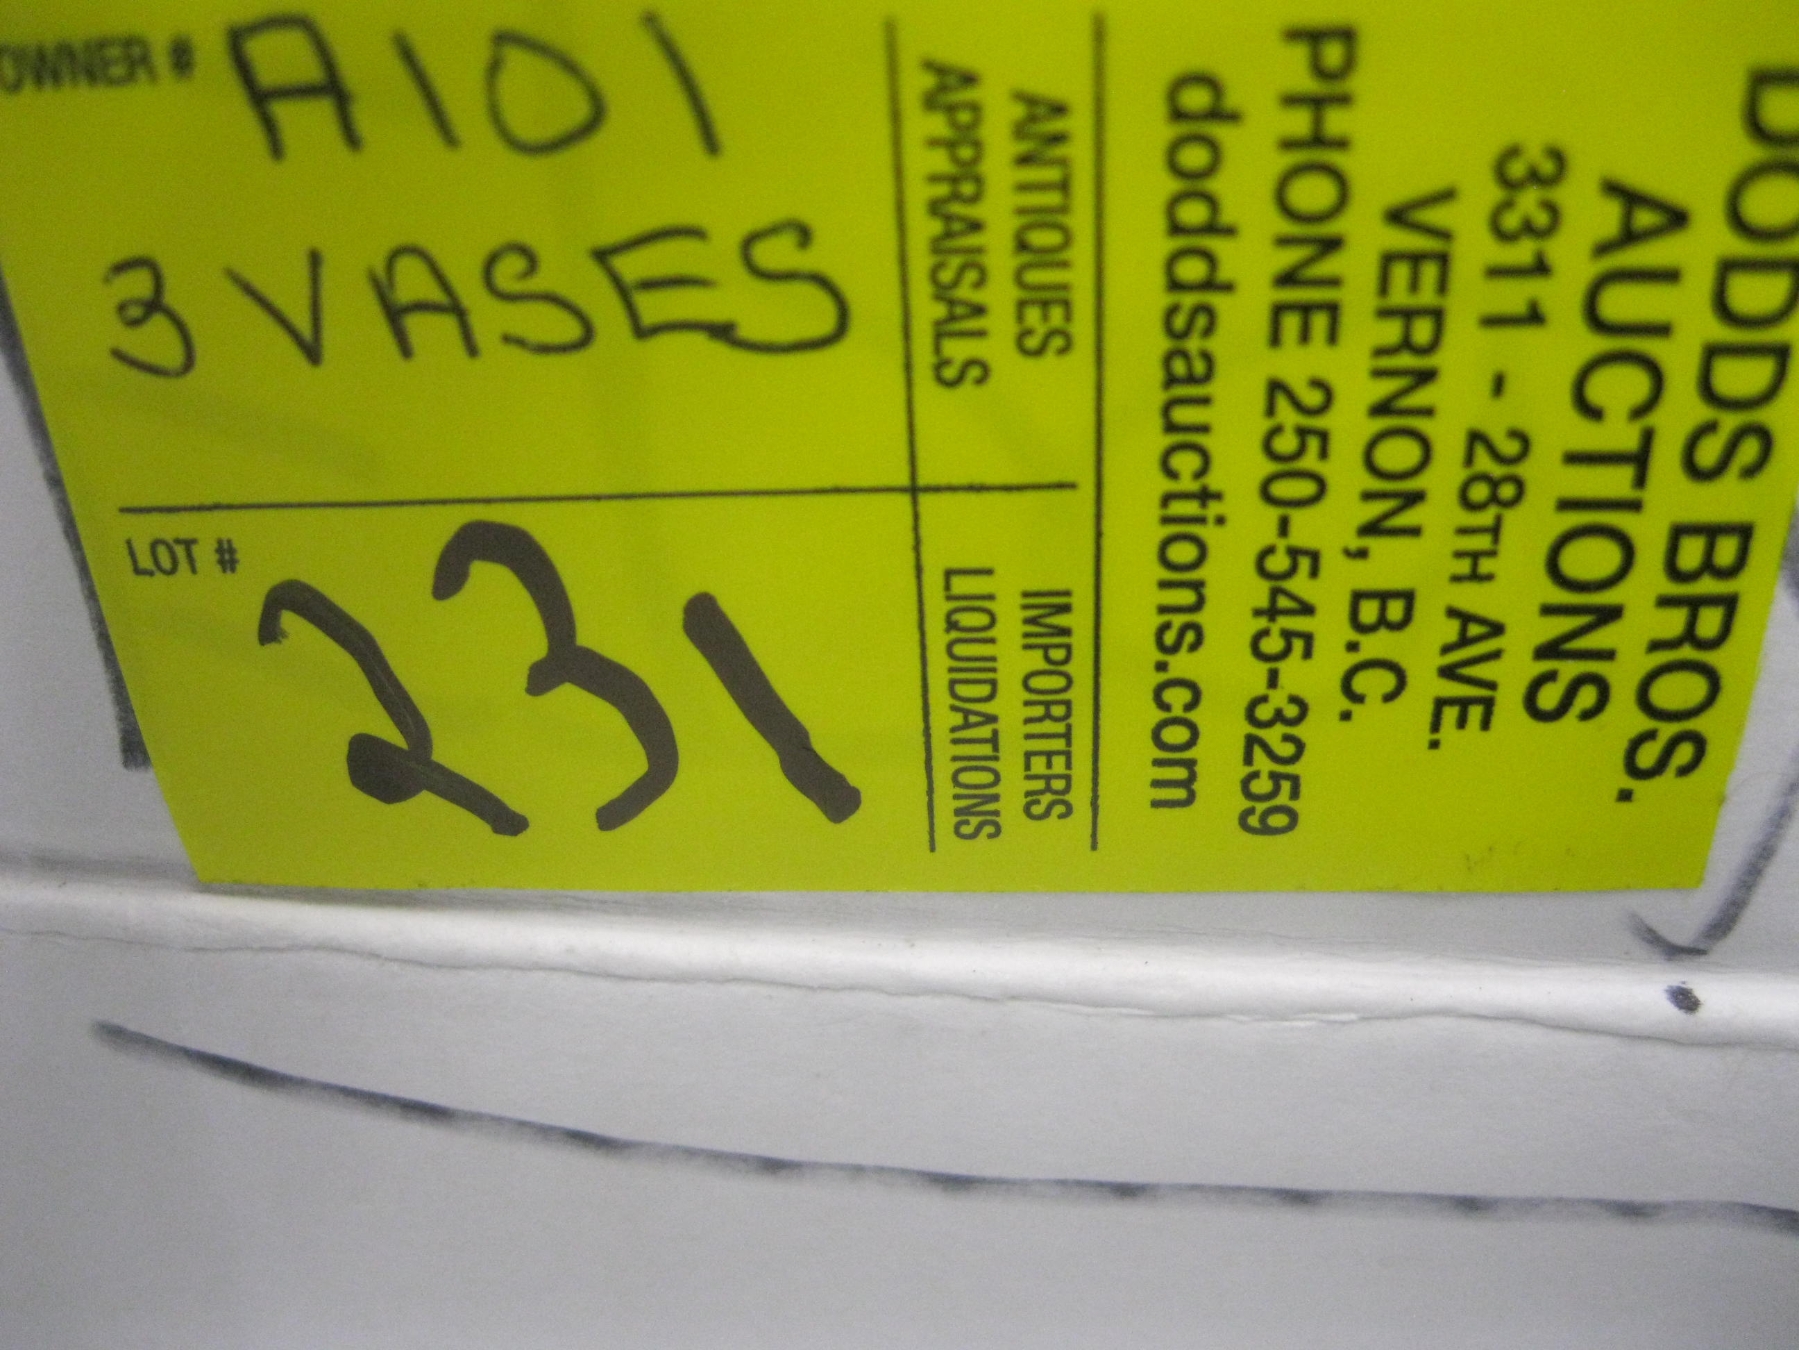 OWNER # A101
3 VASES
LOT # 231
ANTIQUES
APPRAISALS
IMPORTERS
LIQUIDATIONS
DODDS BROS.
AUCTIONS
3311 - 28TH AVE.
VERNON, B.C.
PHONE 250-545-3259
doddsauctions.com